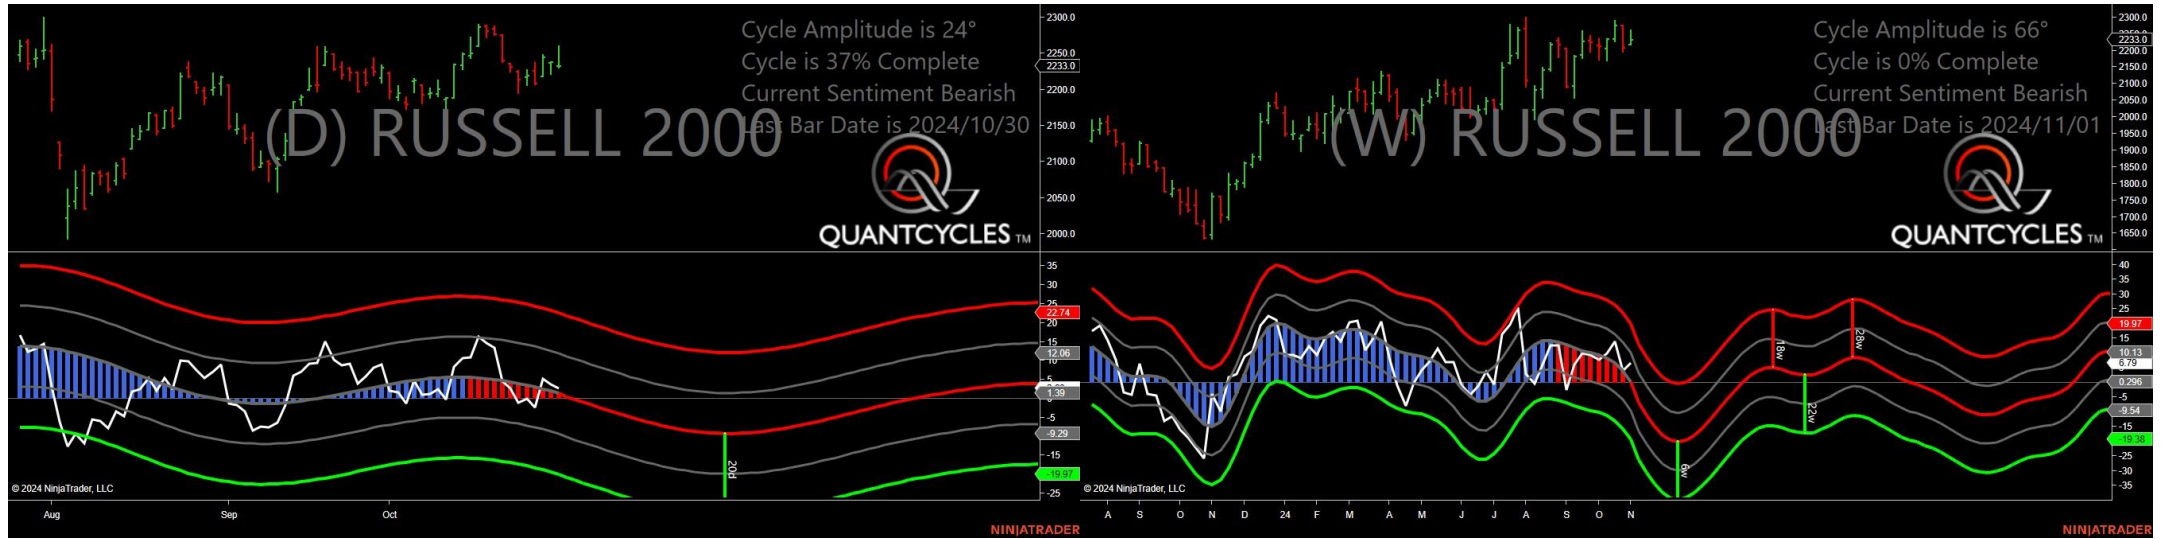 Cycle Amplitude is 24°
Cycle is 37% Complete
Current Sentiment Bearish
Last Bar Date is 2024/10/30
(D) RUSSELL 2000
QUANTCYCLES TM
2300.0
2250.0
2233.0
2200.0
2150.0
2100.0
2050.0
2000.0
35
30
25
22.74
20
15
12.06
10
5
1.39
-5
-9.29
-15
-19.97
-25
20d
© 2024 NinjaTrader, LLC
Aug Sep Oct
NINJATRADER
Cycle Amplitude is 66°
Cycle is 0% Complete
Current Sentiment Bearish
Last Bar Date is 2024/11/01
(W) RUSSELL 2000
QUANTCYCLES TM
2300.0
2233.0
2200.0
2150.0
2100.0
2050.0
2000.0
1950.0
1900.0
1850.0
1800.0
1750.0
1700.0
1650.0
40
35
30
25
19.97
15
10.13
6.79
0.296
-5
-9.54
-15
-19.38
-25
-30
-35
6w
18w
22w
28w
© 2024 NinjaTrader, LLC
A S O N D 24 F M A M J J A S O N
NINJATRADER